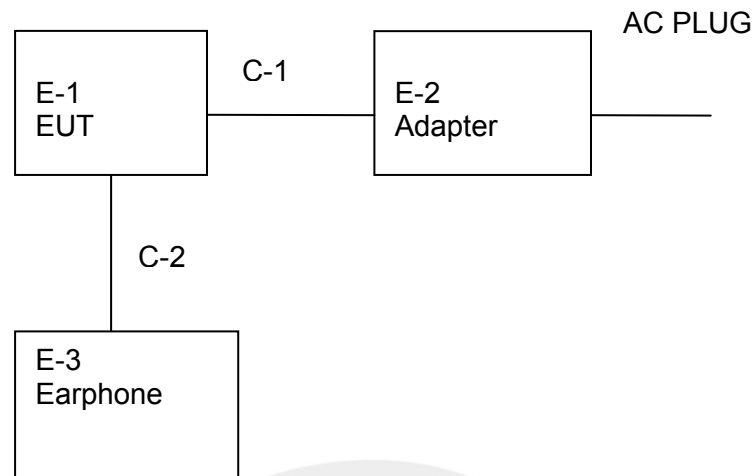 AC PLUG
C-1
E-1
EUT
E-2
Adapter
C-2
E-3
Earphone